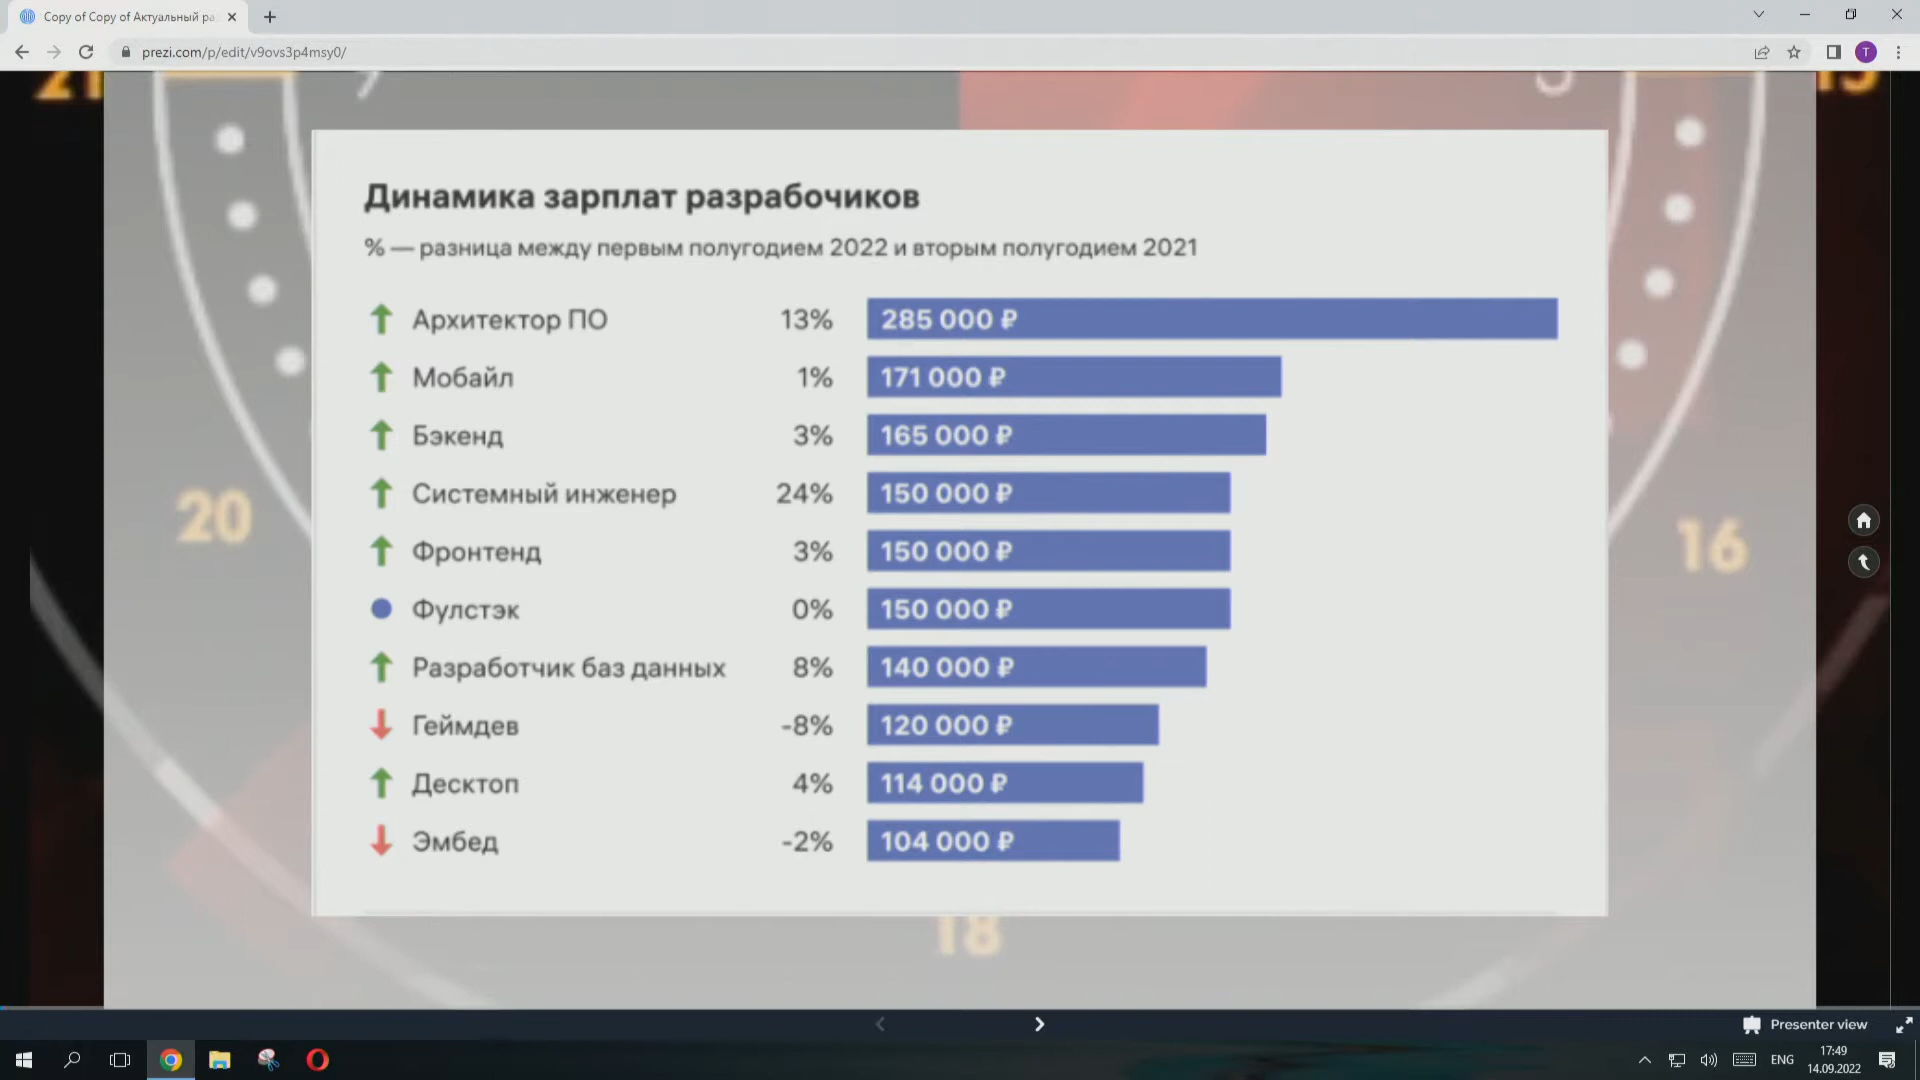 Copy of Copy of Актуальный ра
prezi.com/p/edit/v9ovs3p4msy0/
T
Динамика зарплат разрабочиков
% — разница между первым полугодием 2022 и вторым полугодием 2021
Архитектор ПО 13% 285 000 ₽
Мобайл 1% 171 000 ₽
Бэкенд 3% 165 000 ₽
Системный инженер 24% 150 000 ₽
Фронтенд 3% 150 000 ₽
Фулстэк 0% 150 000 ₽
Разработчик баз данных 8% 140 000 ₽
Геймдев -8% 120 000 ₽
Десктоп 4% 114 000 ₽
Эмбед -2% 104 000 ₽
20
16
18
Presenter view
ENG
17:49
14.09.2022